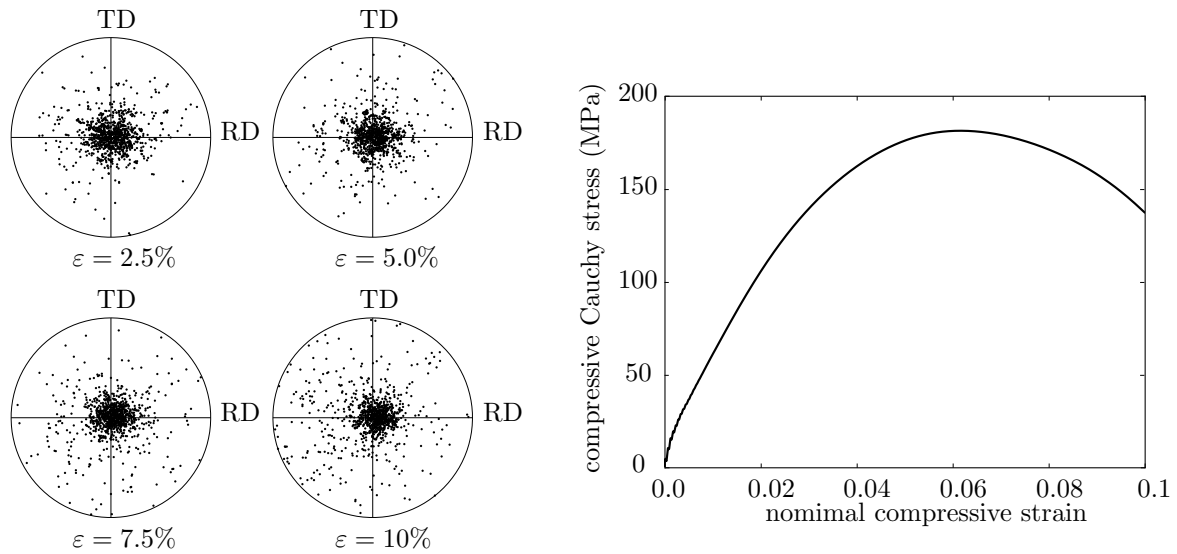 TD
TD
RD
RD
ε = 2.5%
ε = 5.0%
TD
TD
RD
RD
ε = 7.5%
ε = 10%
compressive Cauchy stress (MPa)
200
150
100
50
0
0.0 0.02 0.04 0.06 0.08 0.1
nomimal compressive strain